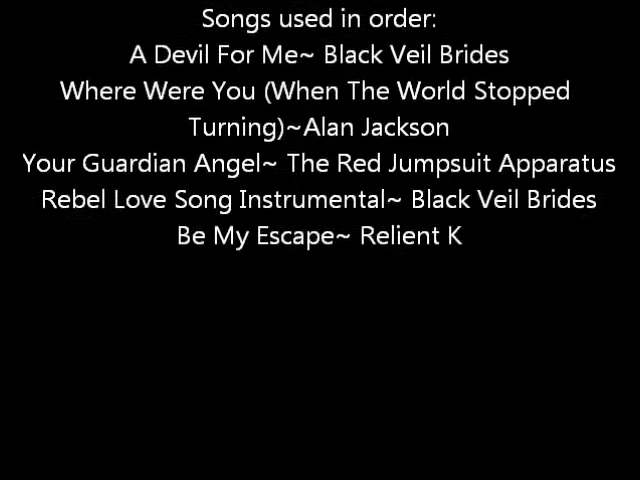 Songs used in order:
A Devil For Me~ Black Veil Brides
Where Were You (When The World Stopped
Turning)~Alan Jackson
Your Guardian Angel~ The Red Jumpsuit Apparatus
Rebel Love Song Instrumental~ Black Veil Brides
Be My Escape~ Relient K